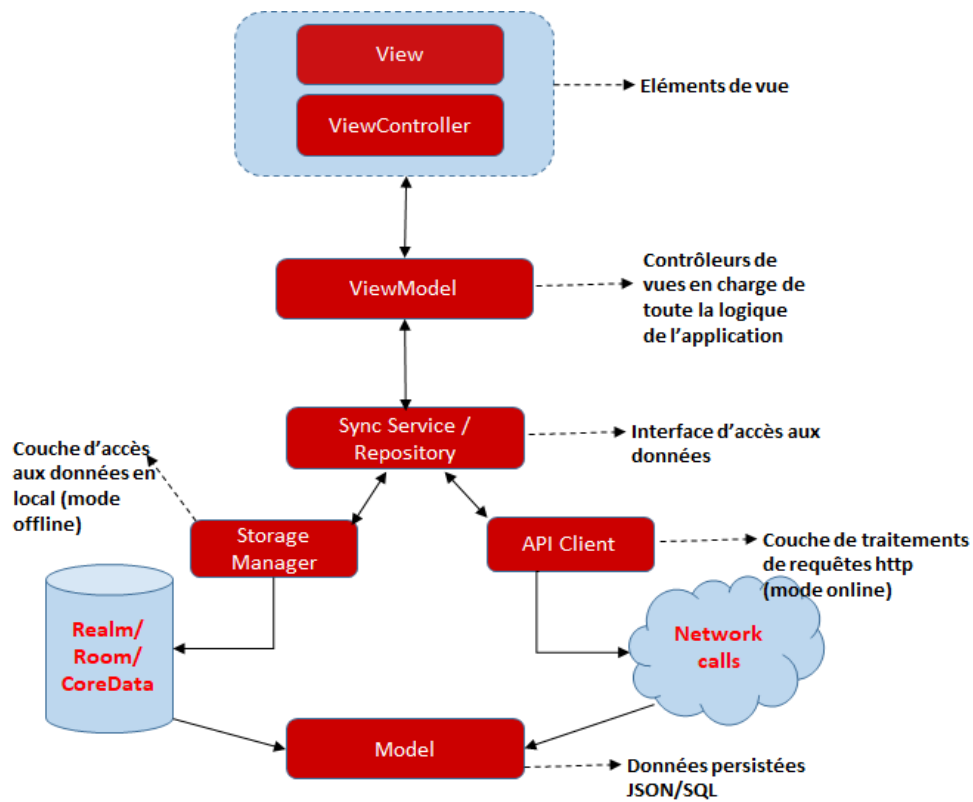 View
ViewController
Eléments de vue
ViewModel
Contrôleurs de
vues en charge de
toute la logique
de l'application
Sync Service /
Repository
Interface d'accès aux
données
Couche d'accès
aux données en
local (mode
offline)
Storage
Manager
API Client
Couche de traitements
de requêtes http
(mode online)
Realm/
Room/
CoreData
Network
calls
Model
Données persistées
JSON/SQL